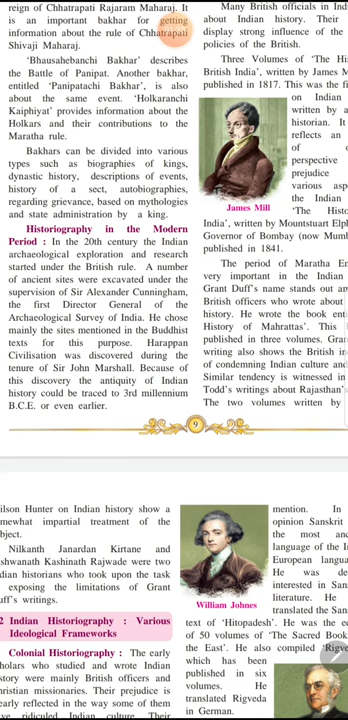 reign of Chhatrapati Rajaram Maharaj. It
is an important bakhar for getting
information about the rule of Chhatrapati
Shivaji Maharaj.
‘Bhausahebanchi Bakhar’ describes
the Battle of Panipat. Another bakhar,
entitled ‘Panipatachi Bakhar’, is also
about the same event. ‘Holkaranchi
Kaiphiyat’ provides information about the
Holkars and their contributions to the
Maratha rule.
Bakhars can be divided into various
types such as biographies of kings,
dynastic history, descriptions of events,
history of a sect, autobiographies,
regarding grievance, based on mythologies
and state administration by a king.
Historiography in the Modern
Period : In the 20th century the Indian
archaeological exploration and research
started under the British rule. A number
of ancient sites were excavated under the
supervision of Sir Alexander Cunningham,
the first Director General of the
Archaeological Survey of India. He chose
mainly the sites mentioned in the Buddhist
texts for this purpose. Harappan
Civilisation was discovered during the
tenure of Sir John Marshall. Because of
this discovery the antiquity of Indian
history could be traced to 3rd millennium
B.C.E. or even earlier.
Many British officials in Ind
about Indian history. Their
display strong influence of the
policies of the British.
Three Volumes of ‘The His
British India’, written by James M
published in 1817. This was the fi
on Indian
written by a
historian. It
reflects an
of
perspective
prejudice
various aspe
the Indian
‘The Histo
James Mill
India’, written by Mountstuart Elph
Governor of Bombay (now Mumb
published in 1841.
The period of Maratha Em
very important in the Indian
Grant Duff’s name stands out am
British officers who wrote about
history. He wrote the book enti
History of Mahrattas’. This
published in three volumes. Gran
writing also shows the British in
of condemning Indian culture and
Similar tendency is witnessed in
Todd’s writings about Rajasthan’s
The two volumes written by
9
ilson Hunter on Indian history show a
mewhat impartial treatment of the
bject.
Nilkanth Janardan Kirtane and
shwanath Kashinath Rajwade were two
dian historians who took upon the task
exposing the limitations of Grant
uff’s writings.
2 Indian Historiography : Various
Ideological Frameworks
Colonial Historiography : The early
holars who studied and wrote Indian
story were mainly British officers and
hristian missionaries. Their prejudice is
early reflected in the way some of them
ve ridiculed Indian culture. Their
William Johnes
mention. In
opinion Sanskrit
the most anc
language of the In
European langua
He was de
interested in Sans
literature. He
translated the Sans
text of ‘Hitopadesh’. He was the ed
of 50 volumes of ‘The Sacred Book
the East’. He also compiled ‘Rigve
which has been
published in six
volumes. He
translated Rigveda
in German.